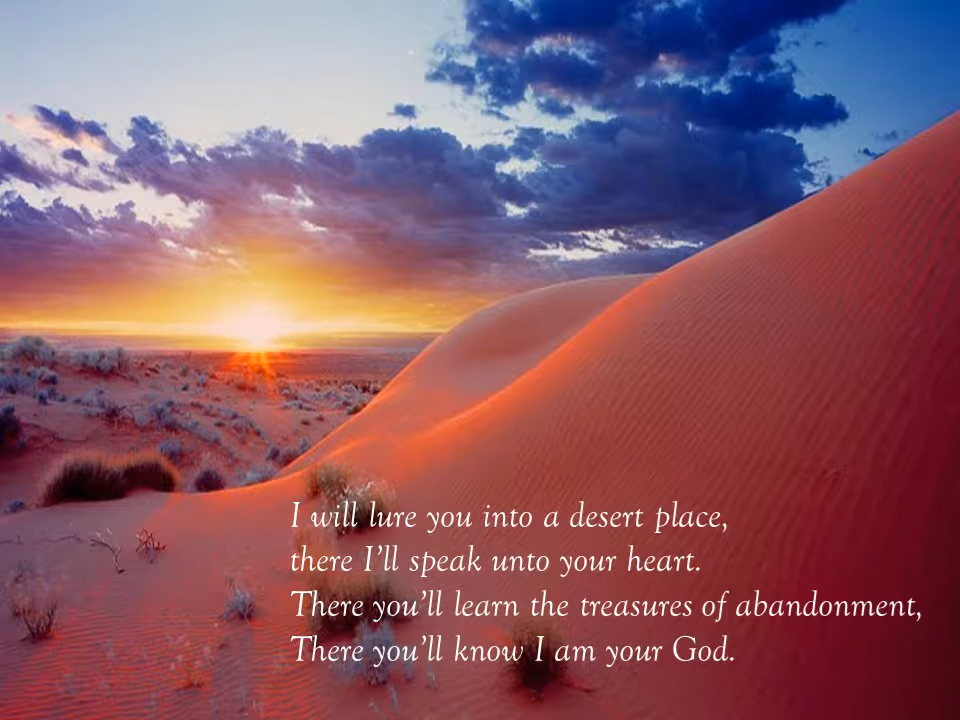 I will lure you into a desert place,
there I’ll speak unto your heart.
There you’ll learn the treasures of abandonment,
There you’ll know I am your God.